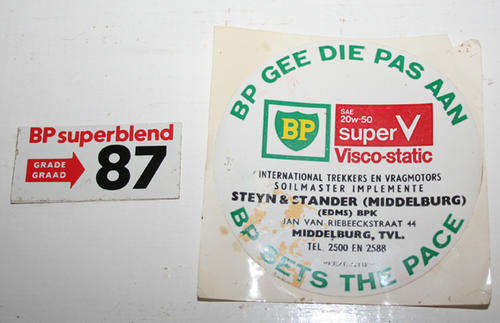 BP superblend
GRADE
GRAAD
87
BP GEE DIE PAS AAN
BP
SAE
20w-50
super V
Visco-static
INTERNATIONAL TREKKERS EN VRAGMOTORS
SOILMASTER IMPLEMENTE
STEYN & STANDER (MIDDELBURG)
(EDMS) BPK
JAN VAN RIEBEECKSTRAAT 44
MIDDELBURG, TVL.
TEL. 2500 EN 2588
BP SETS THE PACE